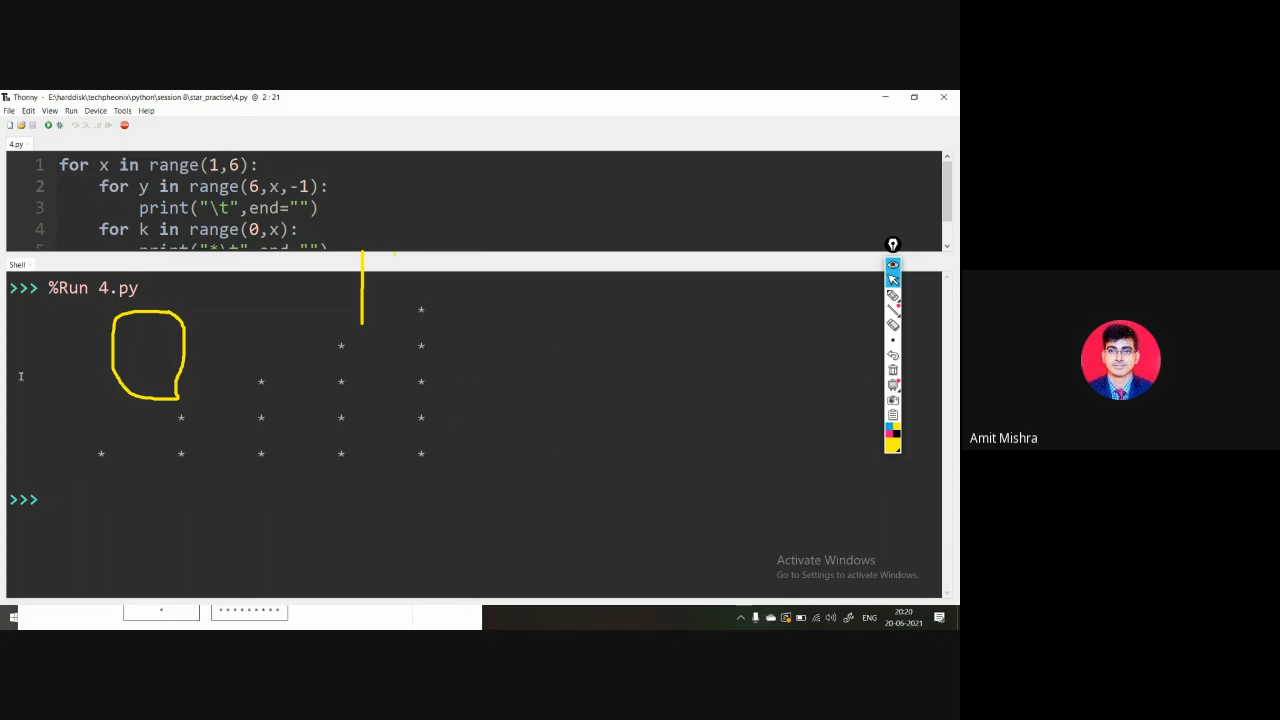 Thonny - E:\harddisk\techpheonix\python\session 8\star_practise\4.py @ 2 : 21
File Edit View Run Device Tools Help
4.py
1 for x in range(1,6):
2 for y in range(6,x,-1):
3 print("\t",end="")
4 for k in range(0,x):
5 print("*\t",end="")
Shell
>>> %Run 4.py
*
* *
* * *
* * * *
* * * * *
>>>
Amit Mishra
Activate Windows
Go to Settings to activate Windows.
* *********
ENG
20:20
20-06-2021